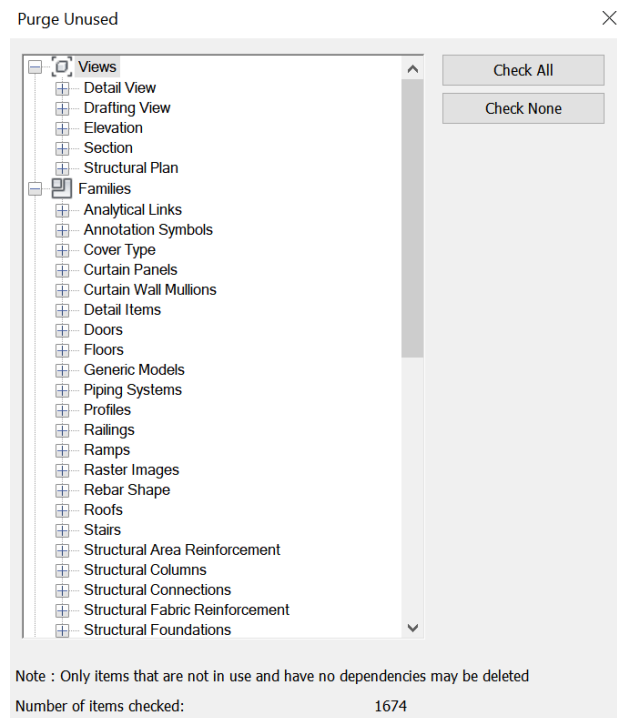 Purge Unused
Views
Check All
Detail View
Drafting View
Check None
Elevation
Section
Structural Plan
Families
Analytical Links
Annotation Symbols
Cover Type
Curtain Panels
Curtain Wall Mullions
Detail Items
Doors
Floors
Generic Models
Piping Systems
Profiles
Railings
Ramps
Raster Images
Rebar Shape
Roofs
Stairs
Structural Area Reinforcement
Structural Columns
Structural Connections
Structural Fabric Reinforcement
Structural Foundations
Note : Only items that are not in use and have no dependencies may be deleted
Number of items checked: 1674